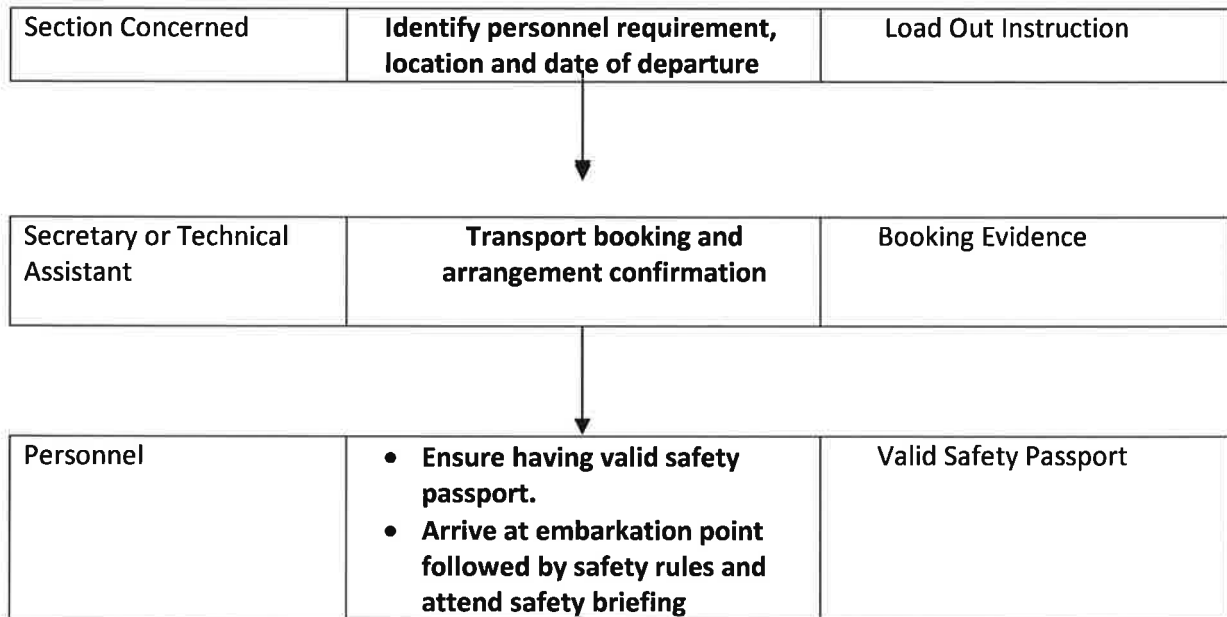 Section Concerned
Identify personnel requirement,
location and date of departure
Load Out Instruction
Secretary or Technical
Assistant
Transport booking and
arrangement confirmation
Booking Evidence
Personnel
• Ensure having valid safety
passport.
• Arrive at embarkation point
followed by safety rules and
attend safety briefing
Valid Safety Passport